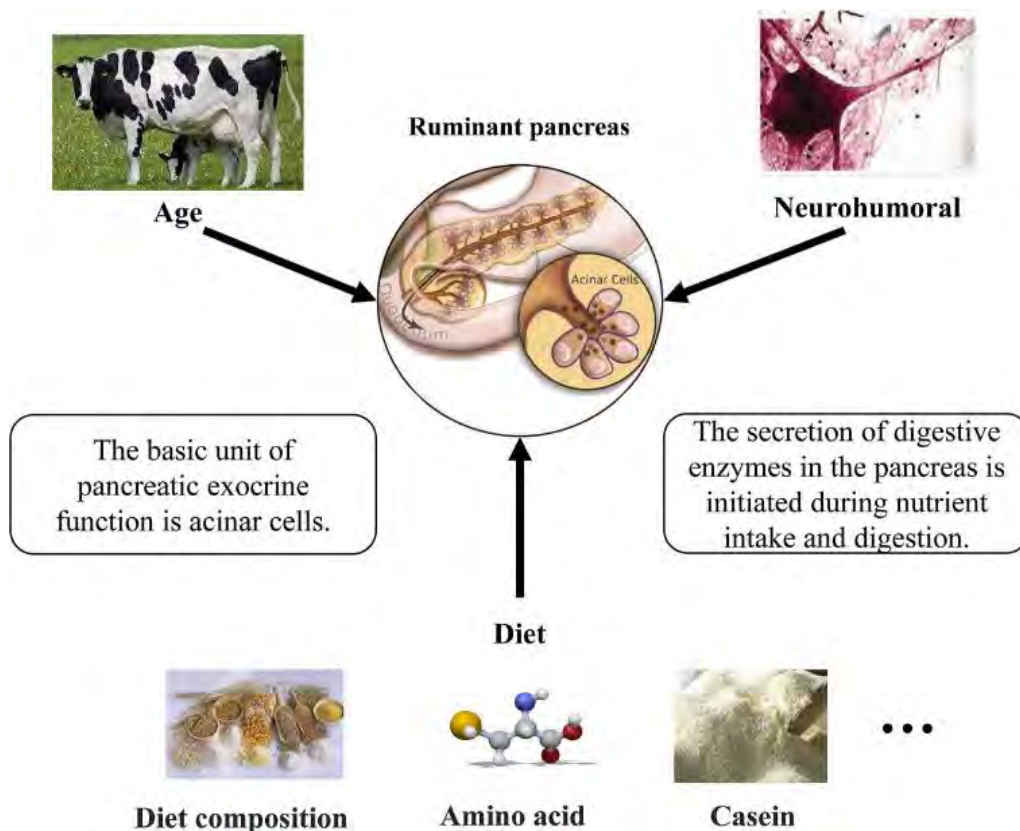 Ruminant pancreas
Age
Neurohumoral
Acinar Cells
Duodenum
The basic unit of
pancreatic exocrine
function is acinar cells.
The secretion of digestive
enzymes in the pancreas is
initiated during nutrient
intake and digestion.
Diet
•••
Diet composition
Amino acid
Casein